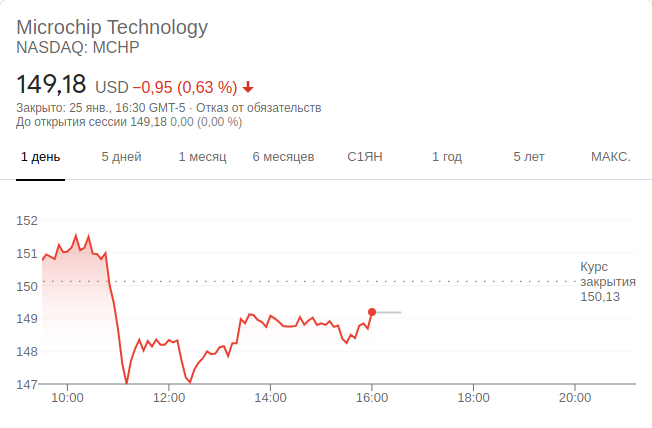 Microchip Technology
NASDAQ: MCHP
149,18 USD −0,95 (0,63 %)
Закрыто: 25 янв., 16:30 GMT-5 · Отказ от обязательств
До открытия сессии 149,18 0,00 (0,00 %)
1 день 5 дней 1 месяц 6 месяцев С1ЯН 1 год 5 лет МАКС.
152
151
Курс
закрытия
150,13
150
149
148
147
10:00 12:00 14:00 16:00 18:00 20:00